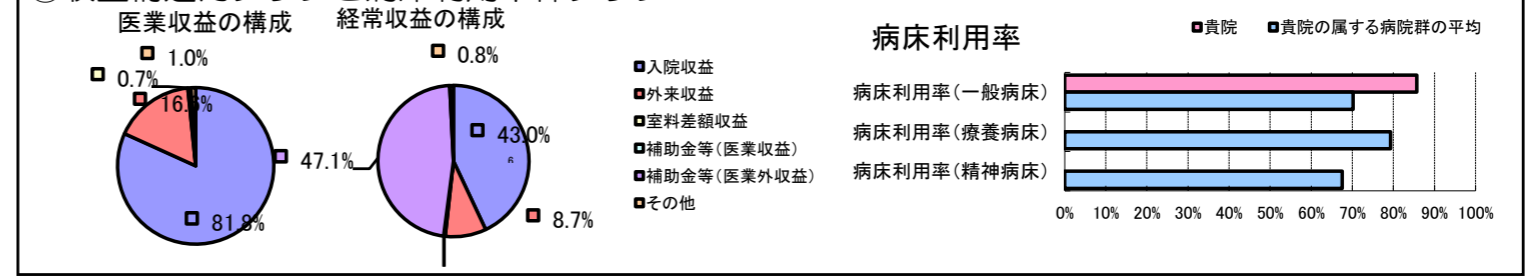 医業収益の構成
1.0%
0.7%
16.6%
81.8%
経常収益の構成
0.8%
43.0%
6
47.1%
8.7%
入院収益
外来収益
室料差額収益
補助金等(医業収益)
補助金等(医業外収益)
その他
病床利用率
貴院
貴院の属する病院群の平均
病床利用率(一般病床)
病床利用率(療養病床)
病床利用率(精神病床)
0% 10% 20% 30% 40% 50% 60% 70% 80% 90% 100%